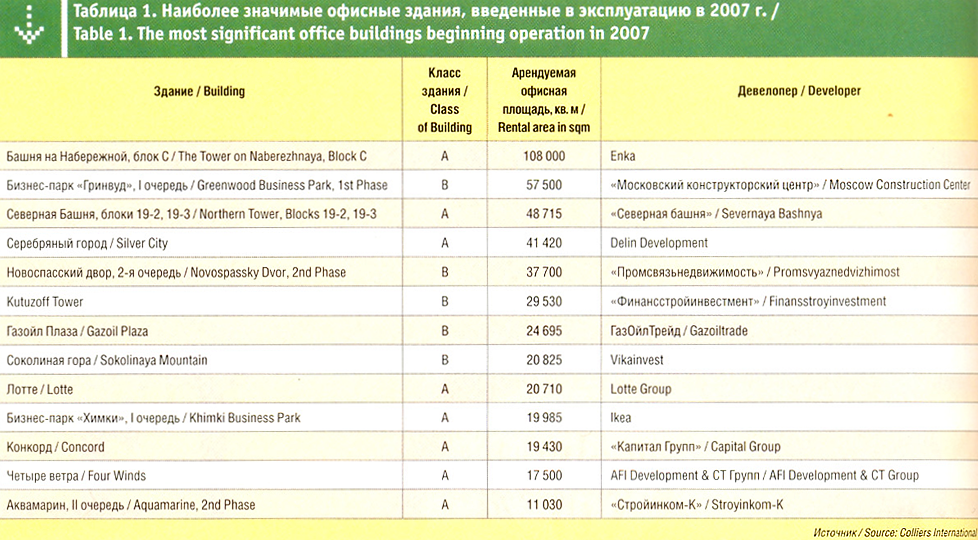 Таблица 1. Наиболее значимые офисные здания, введенные в эксплуатацию в 2007 г. /
Table 1. The most significant office buildings beginning operation in 2007
Здание / Building
Класс
здания /
Class
of Building
Арендуемая
офисная
площадь, кв. м /
Rental area in sqm
Девелопер / Developer
Башня на Набережной, блок С / The Tower on Naberezhnaya, Block C A 108 000 Enka
Бизнес-парк «Гринвуд», I очередь / Greenwood Business Park, 1st Phase B 57 500 «Московский конструкторский центр» / Moscow Construction Center
Северная Башня, блоки 19-2, 19-3 / Northern Tower, Blocks 19-2, 19-3 A 48 715 «Северная башня» / Severnaya Bashnya
Серебряный город / Silver City A 41 420 Delin Development
Новоспасский двор, 2-я очередь / Novospassky Dvor, 2nd Phase B 37 700 «Промсвязьнедвижимость» / Promsvyaznedvizhimost
Kutuzoff Tower B 29 530 «Финансстройинвестмент» / Finansstroyinvestment
Газойл Плаза / Gazoil Plaza B 24 695 ГазОйлТрейд / Gazoiltrade
Соколиная гора / Sokolinaya Mountain B 20 825 Vikainvest
Лотте / Lotte A 20 710 Lotte Group
Бизнес-парк «Химки», I очередь / Khimki Business Park A 19 985 Ikea
Конкорд / Concord A 19 430 «Капитал Групп» / Capital Group
Четыре ветра / Four Winds A 17 500 AFI Development & СТ Групп / AFI Development & CT Group
Аквамарин, II очередь / Aquamarine, 2nd Phase A 11 030 «Стройинком-К» / Stroyinkom-K
Источник / Source: Colliers International